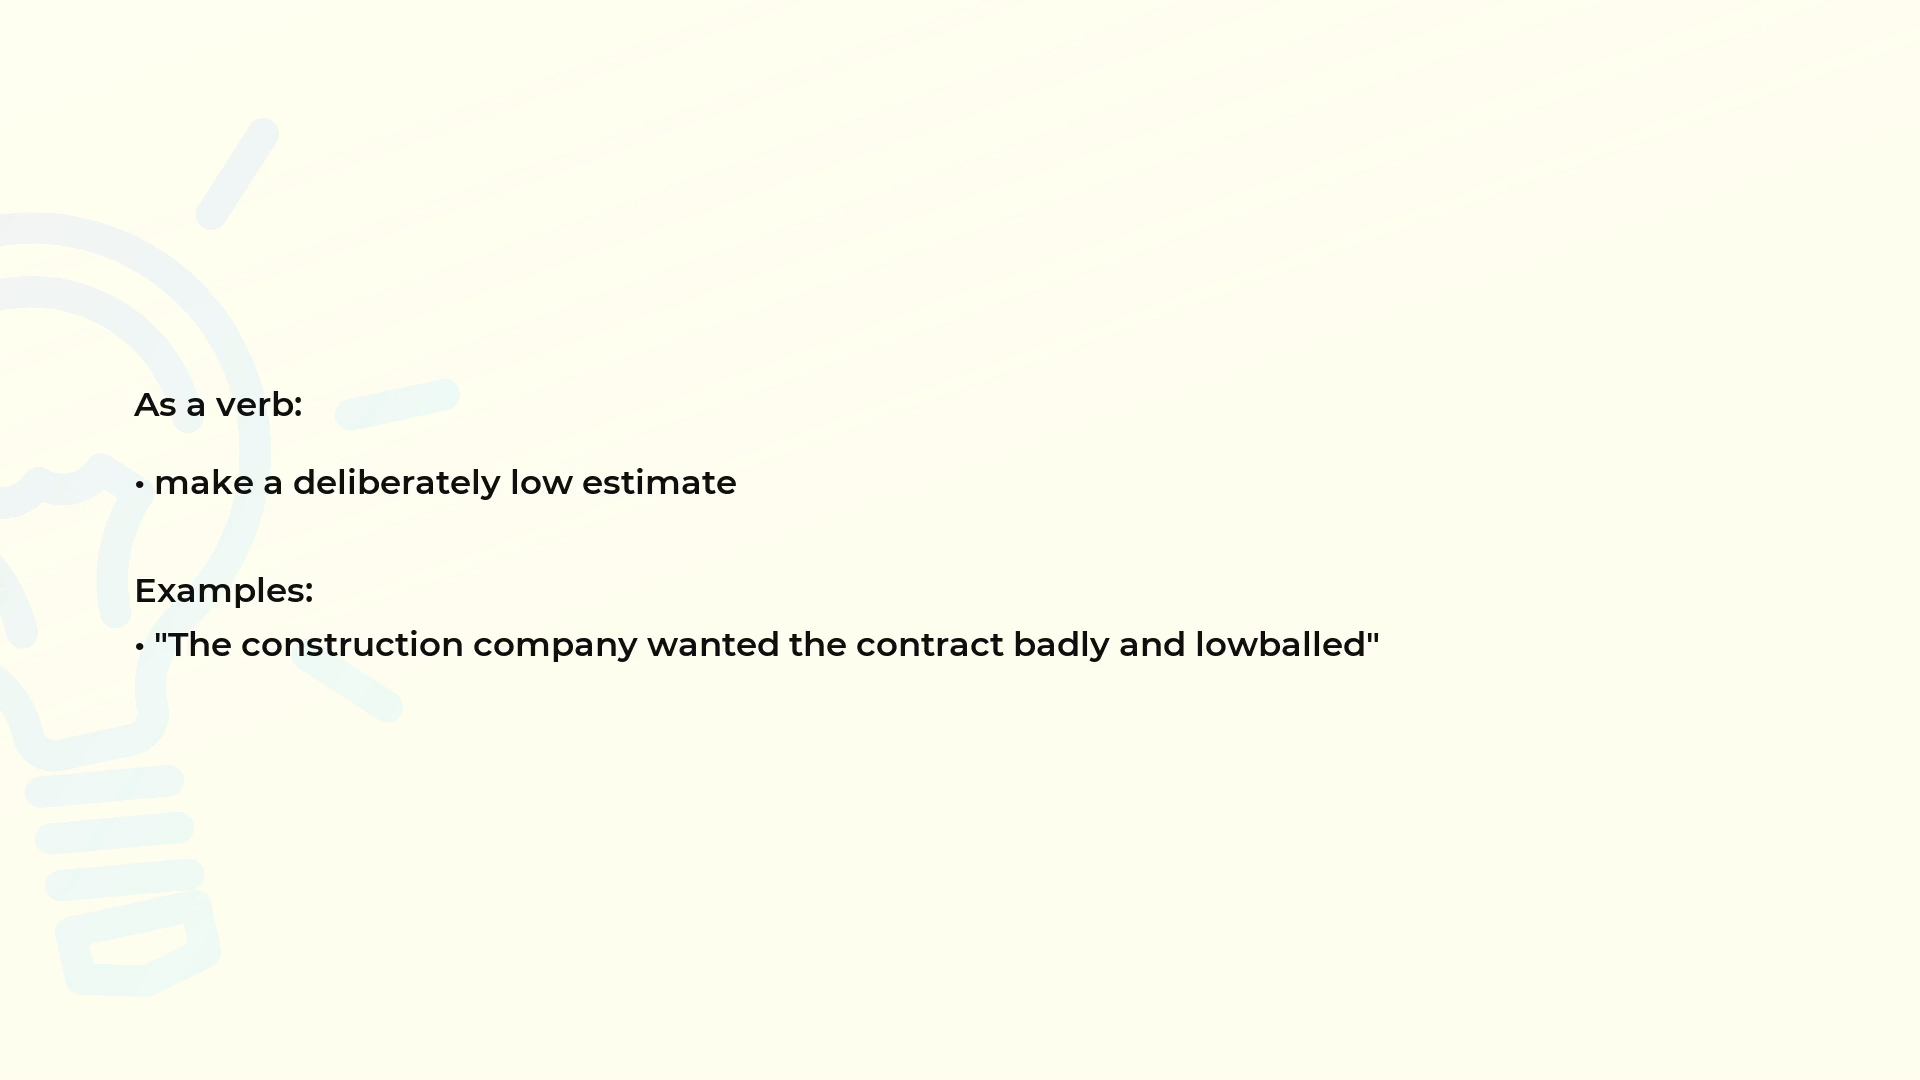 As a verb:
• make a deliberately low estimate
Examples:
• "The construction company wanted the contract badly and lowballed"